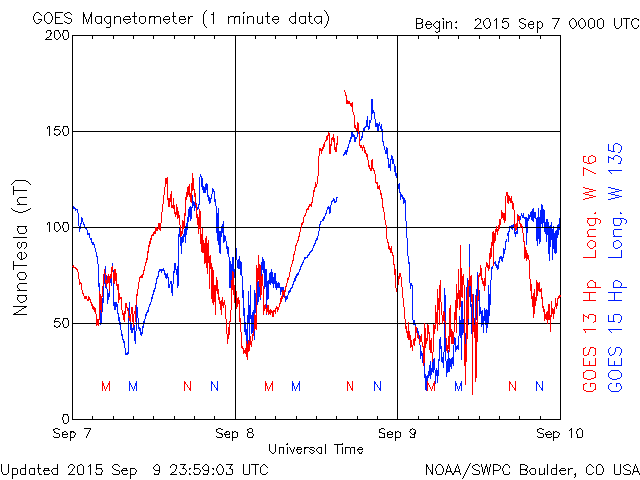 GOES Magnetometer (1 minute data)
Begin: 2015 Sep 7 0000 UTC
200
150
100
50
0
NanoTesla (nT)
M M N N M M N N M M N N
Sep 7 Sep 8 Sep 9 Sep 10
Universal Time
GOES 13 Hp Long. W 76
GOES 15 Hp Long. W 135
Updated 2015 Sep 9 23:59:03 UTC
NOAA/SWPC Boulder, CO USA